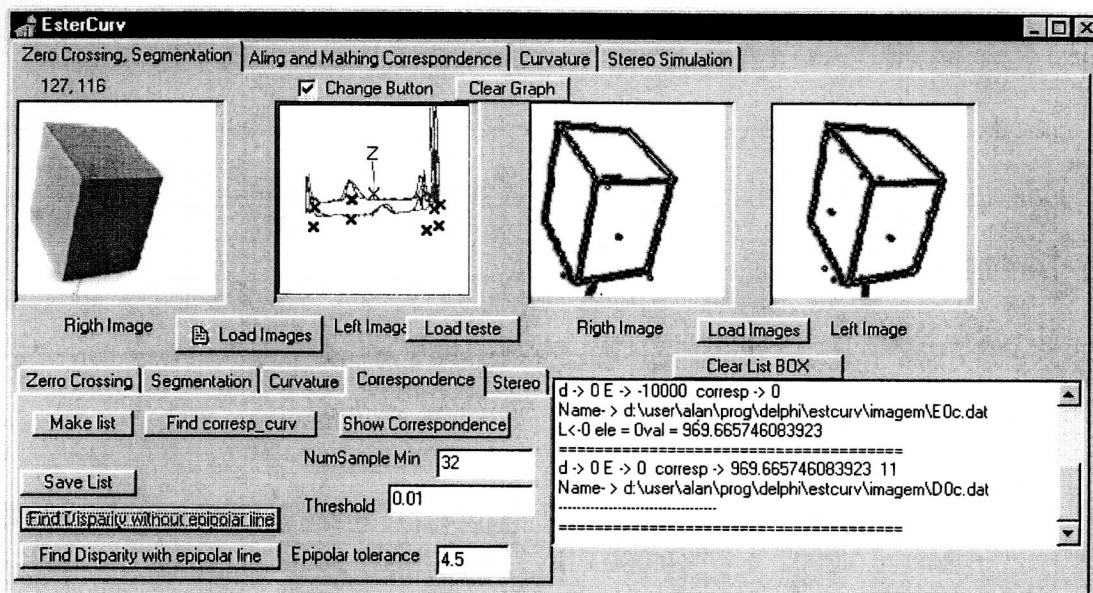 EsterCurv
Zero Crossing, Segmentation
Aling and Mathing Correspondence
Curvature
Stereo Simulation
127, 116
Change Button
Clear Graph
N
Rigth Image
Load Images
Left Imag
Load teste
Rigth Image
Load Images
Left Image
Clear List BOX
Zerro Crossing
Segmentation
Curvature
Correspondence
Stereo
Make list
Find corresp_curv
Show Correspondence
NumSample Min
32
Save List
Threshold
0.01
Find Disparity without epipolar line
Find Disparity with epipolar line
Epipolar tolerance
4.5
d -> 0 E -> -10000 corresp -> 0
Name- > d:\user\alan\prog\delphi\estcurv\imagem\E0c.dat
L<-0 ele = 0val = 969.665746083923
=======================================
d -> 0 E -> 0 corresp -> 969.665746083923 11
Name- > d:\user\alan\prog\delphi\estcurv\imagem\D0c.dat
----------------------------------
=======================================